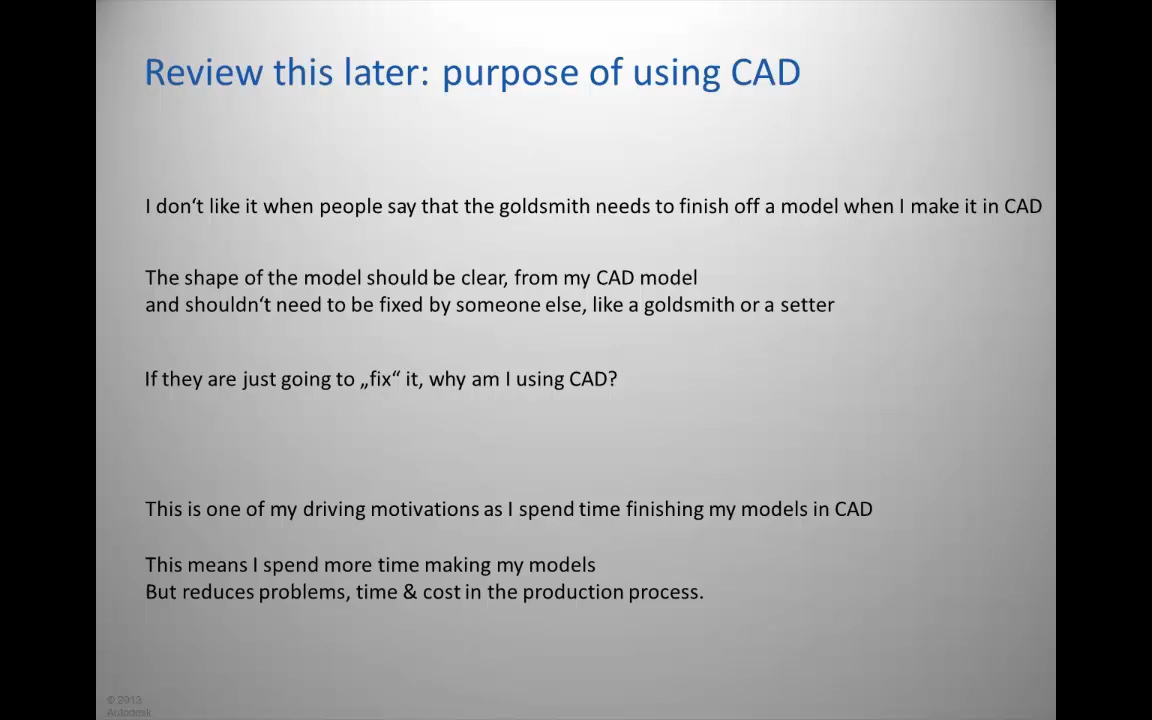 Review this later: purpose of using CAD
I don‘t like it when people say that the goldsmith needs to finish off a model when I make it in CAD
The shape of the model should be clear, from my CAD model
and shouldn‘t need to be fixed by someone else, like a goldsmith or a setter
If they are just going to „fix“ it, why am I using CAD?
This is one of my driving motivations as I spend time finishing my models in CAD
This means I spend more time making my models
But reduces problems, time & cost in the production process.
© 2013
Autodesk